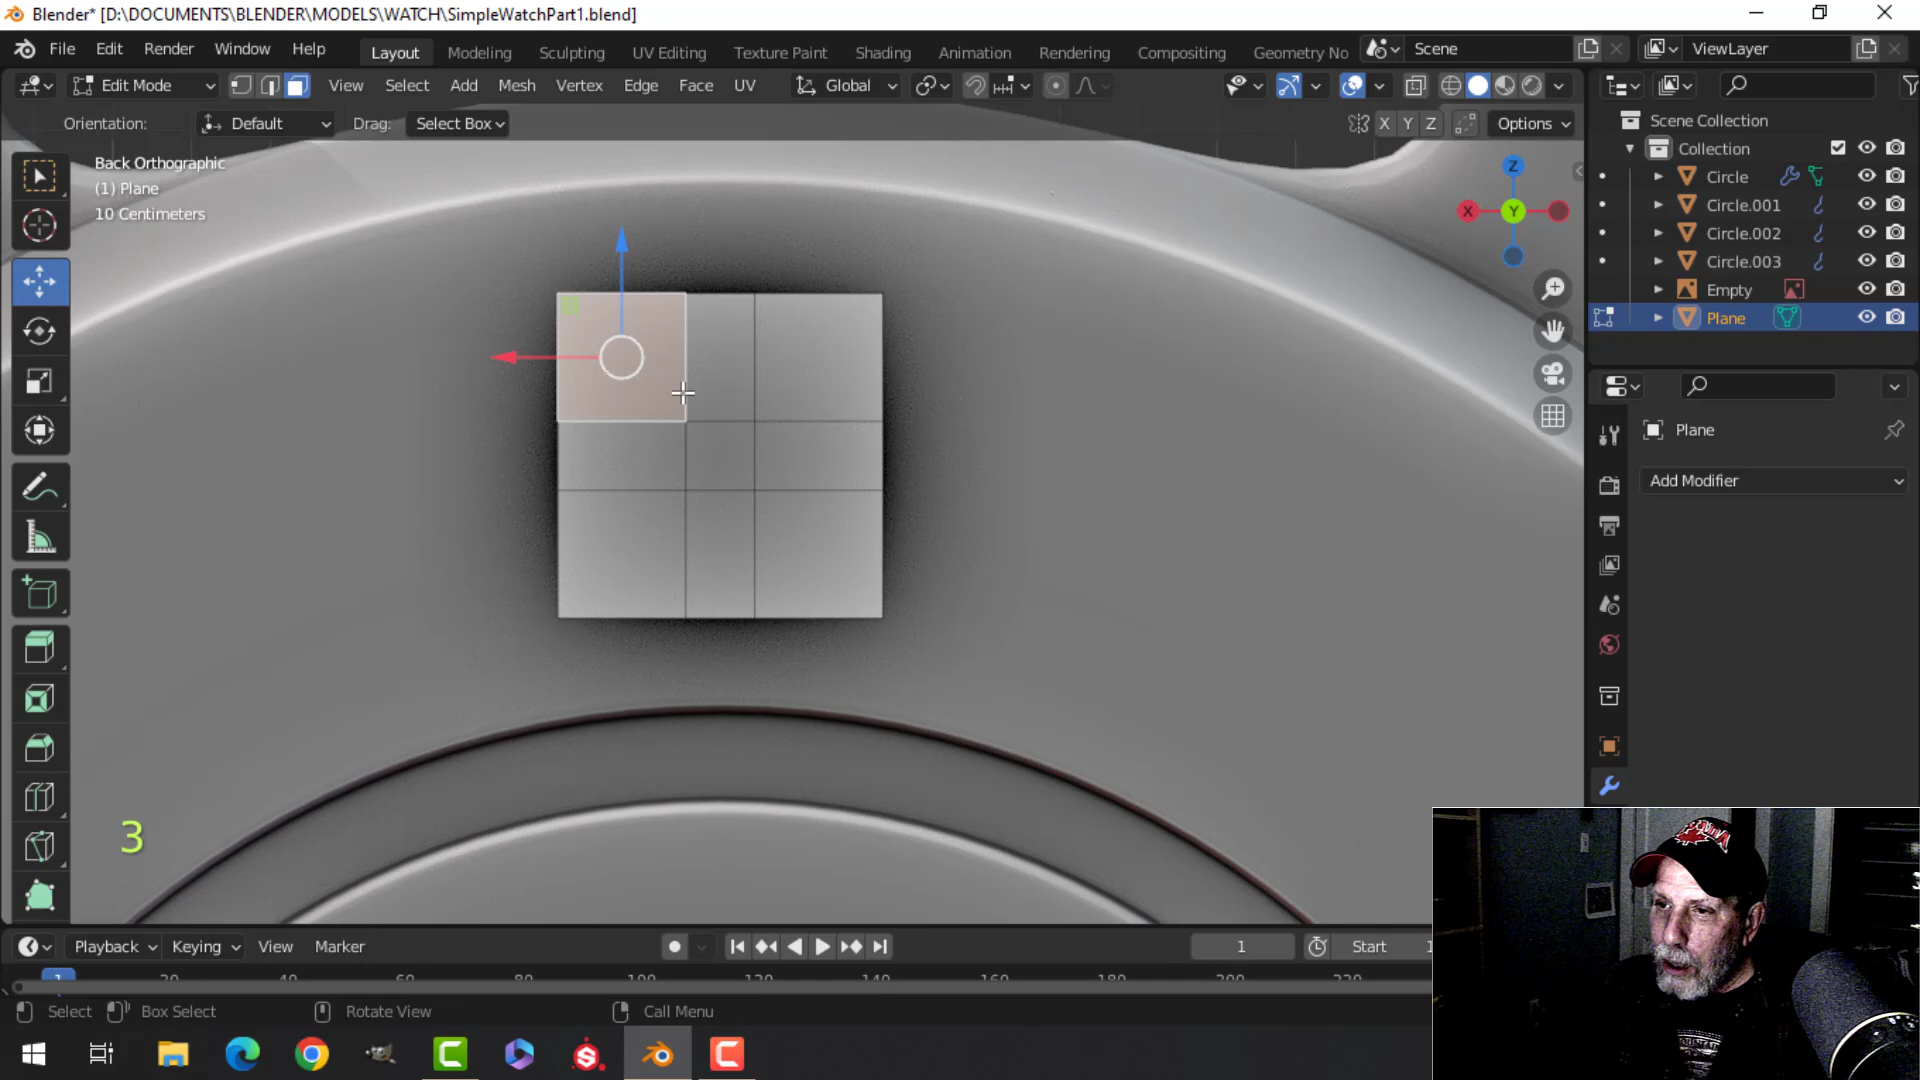 Blender* [D:\DOCUMENTS\BLENDER\MODELS\WATCH\SimpleWatchPart1.blend]
File Edit Render Window Help Layout Modeling Sculpting UV Editing Texture Paint Shading Animation Rendering Compositing Geometry No Scene ViewLayer
Edit Mode View Select Add Mesh Vertex Edge Face UV Global
Orientation: Default Drag: Select Box X Y Z Options
Scene Collection
Collection
Circle
Circle.001
Circle.002
Circle.003
Empty
Plane
Back Orthographic
(1) Plane
10 Centimeters
Z
X Y
Plane
Add Modifier
3
Playback Keying View Marker 1 Start 1
1 20 40 60 80 100 120 140 160 180 200 220
Select Box Select Rotate View Call Menu